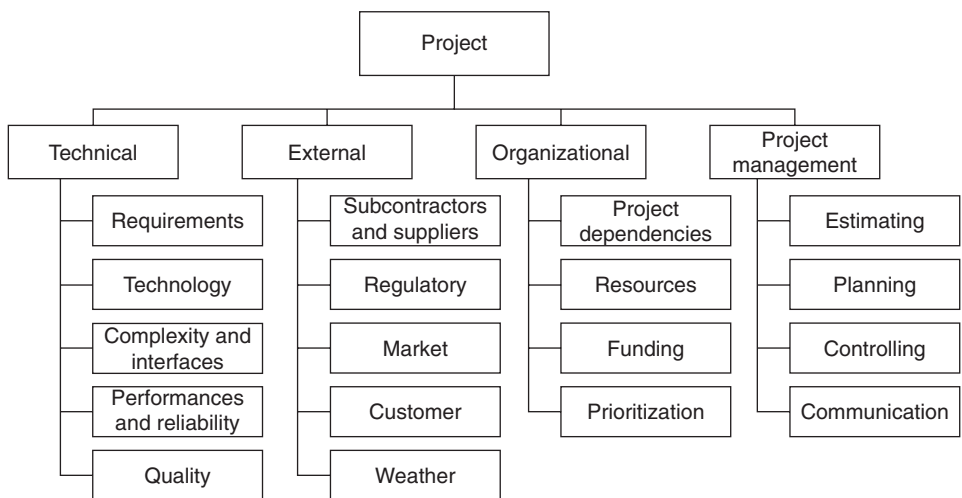 Project
Technical
External
Organizational
Project
management
Requirements
Technology
Complexity and
interfaces
Performances
and reliability
Quality
Subcontractors
and suppliers
Regulatory
Market
Customer
Weather
Project
dependencies
Resources
Funding
Prioritization
Estimating
Planning
Controlling
Communication